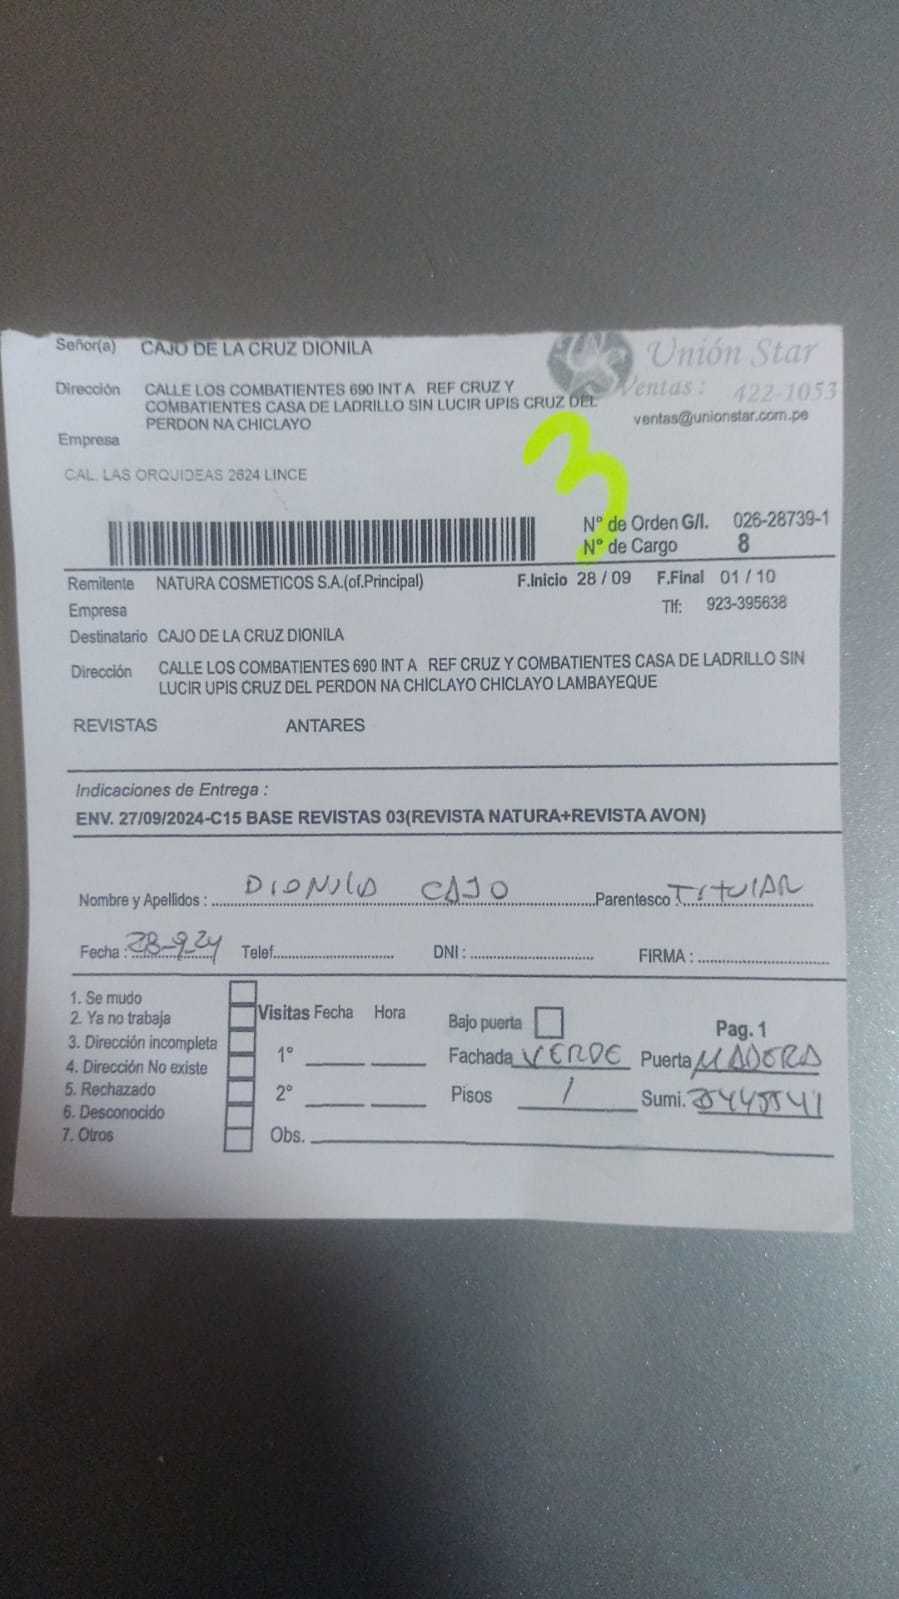 Señor(a) CAJO DE LA CRUZ DIONILA
Unión Star
Ventas: 422-1053
ventas@unionstar.com.pe
Dirección CALLE LOS COMBATIENTES 690 INT A REF CRUZ Y
COMBATIENTES CASA DE LADRILLO SIN LUCIR UPIS CRUZ DEL
PERDON NA CHICLAYO
Empresa
CAL. LAS ORQUIDEAS 2624 LINCE
3
N° de Orden G/I. 026-28739-1
N° de Cargo 8
Remitente NATURA COSMETICOS S.A.(of.Principal) F.Inicio 28 / 09 F.Final 01 / 10
Empresa Tlf: 923-395638
Destinatario CAJO DE LA CRUZ DIONILA
Dirección CALLE LOS COMBATIENTES 690 INT A REF CRUZ Y COMBATIENTES CASA DE LADRILLO SIN
LUCIR UPIS CRUZ DEL PERDON NA CHICLAYO CHICLAYO LAMBAYEQUE
REVISTAS ANTARES
Indicaciones de Entrega :
ENV. 27/09/2024-C15 BASE REVISTAS 03(REVISTA NATURA+REVISTA AVON)
Nombre y Apellidos : DIONILA CAJO Parentesco TITULAR
Fecha : 28-9-24 Telef. DNI : FIRMA :
1. Se mudo
2. Ya no trabaja
3. Dirección incompleta
4. Dirección No existe
5. Rechazado
6. Desconocido
7. Otros
Visitas Fecha Hora
1°
2°
Obs.
Bajo puerta
Pag. 1
Fachada VERDE Puerta MADERA
Pisos 1 Sumi.